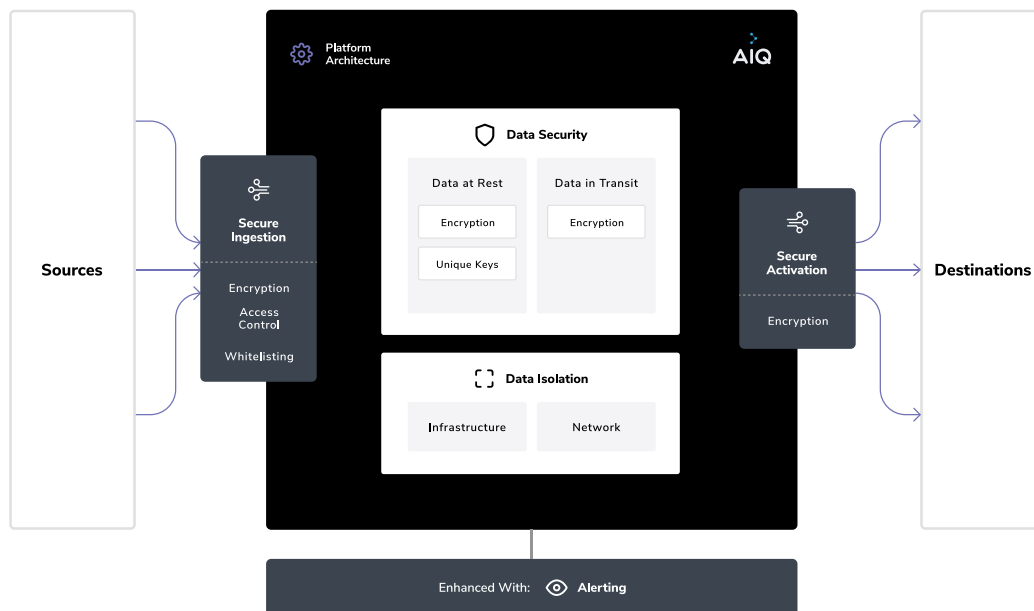 Platform
Architecture
AiQ
Data Security
Data at Rest
Data in Transit
Encryption
Encryption
Unique Keys
Secure
Ingestion
Encryption
Access
Control
Whitelisting
Sources
Secure
Activation
Encryption
Destinations
Data Isolation
Infrastructure
Network
Enhanced With: Alerting